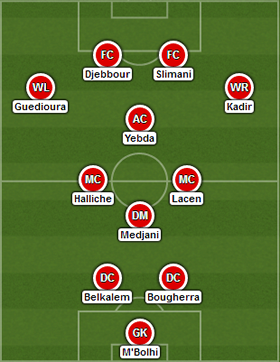 FC
FC
Djebbour
Slimani
WL
WR
Guedioura
Kadir
AC
Yebda
MC
MC
Halliche
Lacen
DM
Medjani
DC
DC
Belkalem
Bougherra
GK
M'Bolhi